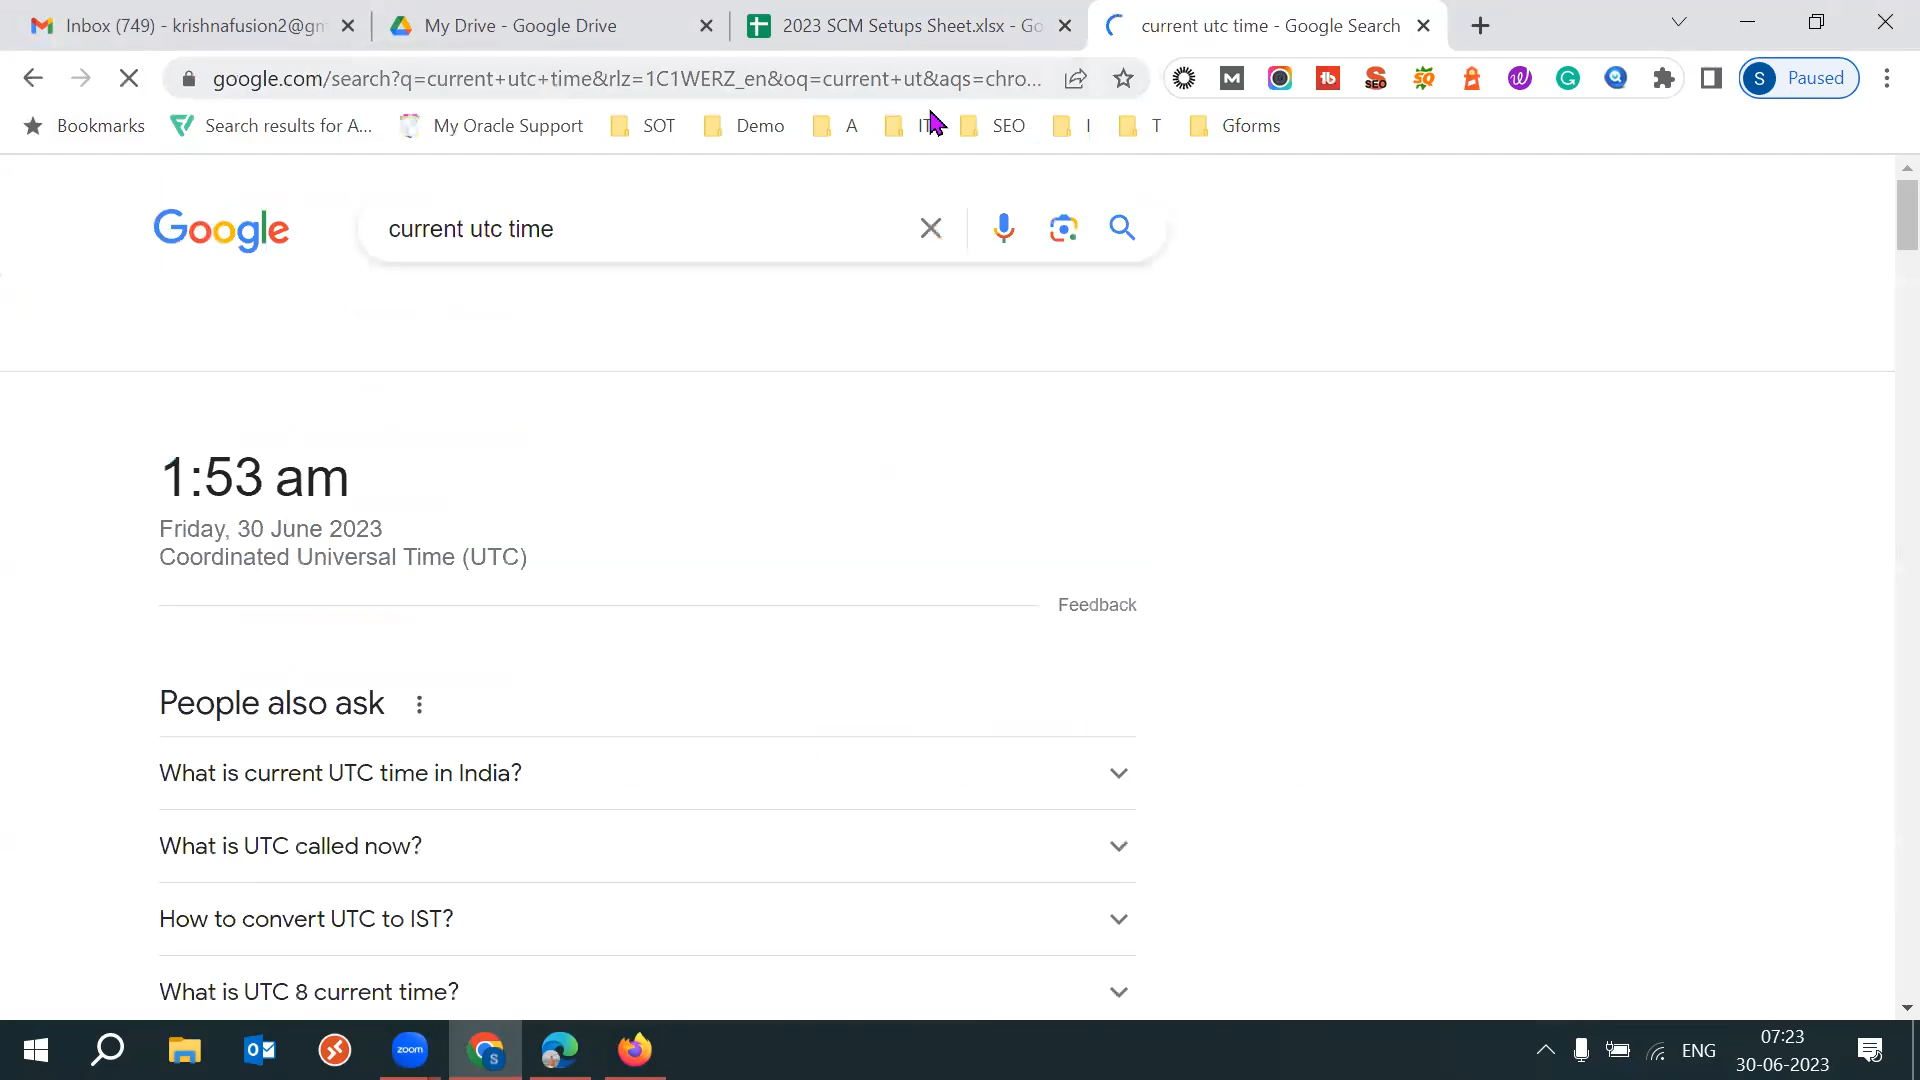 Inbox (749) - krishnafusion2@gm
My Drive - Google Drive
2023 SCM Setups Sheet.xlsx - Go
current utc time - Google Search
google.com/search?q=current+utc+time&rlz=1C1WERZ_en&oq=current+ut&aqs=chro...
S Paused
Bookmarks
Search results for A...
My Oracle Support
SOT
Demo
A
IT
SEO
I
T
Gforms
Google
current utc time
1:53 am
Friday, 30 June 2023
Coordinated Universal Time (UTC)
Feedback
People also ask
What is current UTC time in India?
What is UTC called now?
How to convert UTC to IST?
What is UTC 8 current time?
zoom
S
ENG
07:23
30-06-2023